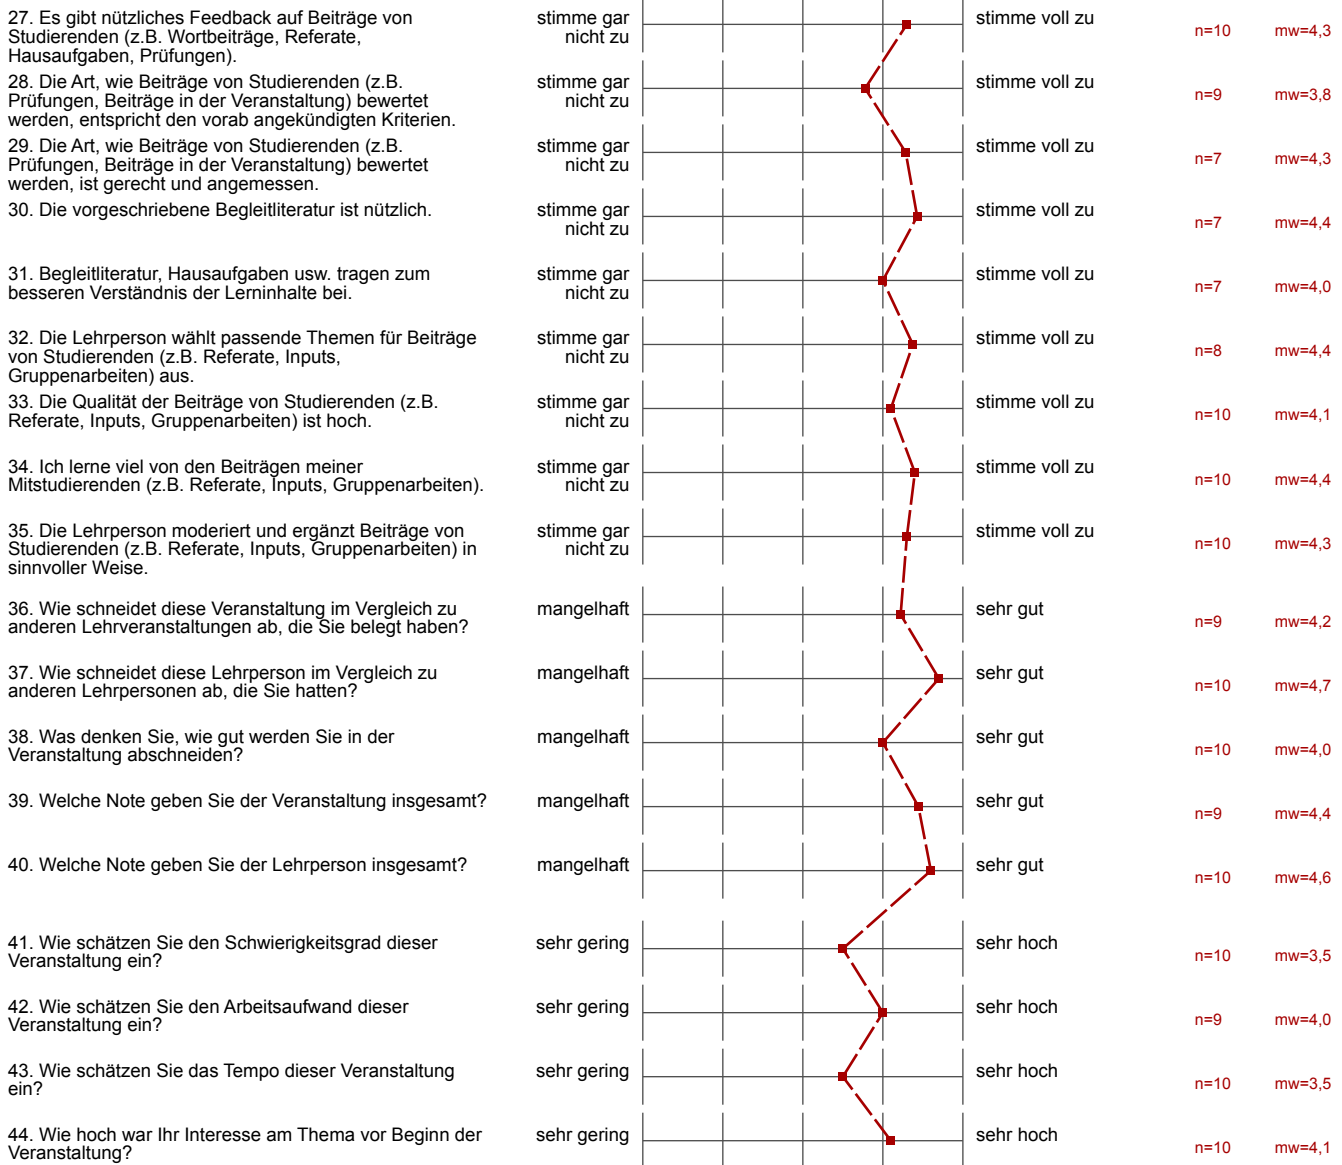 27. Es gibt nützliches Feedback auf Beiträge von
Studierenden (z.B. Wortbeiträge, Referate,
Hausaufgaben, Prüfungen).
stimme gar
nicht zu
stimme voll zu
n=10
mw=4,3
28. Die Art, wie Beiträge von Studierenden (z.B.
Prüfungen, Beiträge in der Veranstaltung) bewertet
werden, entspricht den vorab angekündigten Kriterien.
stimme gar
nicht zu
stimme voll zu
n=9
mw=3,8
29. Die Art, wie Beiträge von Studierenden (z.B.
Prüfungen, Beiträge in der Veranstaltung) bewertet
werden, ist gerecht und angemessen.
stimme gar
nicht zu
stimme voll zu
n=7
mw=4,3
30. Die vorgeschriebene Begleitliteratur ist nützlich.
stimme gar
nicht zu
stimme voll zu
n=7
mw=4,4
31. Begleitliteratur, Hausaufgaben usw. tragen zum
besseren Verständnis der Lerninhalte bei.
stimme gar
nicht zu
stimme voll zu
n=7
mw=4,0
32. Die Lehrperson wählt passende Themen für Beiträge
von Studierenden (z.B. Referate, Inputs,
Gruppenarbeiten) aus.
stimme gar
nicht zu
stimme voll zu
n=8
mw=4,4
33. Die Qualität der Beiträge von Studierenden (z.B.
Referate, Inputs, Gruppenarbeiten) ist hoch.
stimme gar
nicht zu
stimme voll zu
n=10
mw=4,1
34. Ich lerne viel von den Beiträgen meiner
Mitstudierenden (z.B. Referate, Inputs, Gruppenarbeiten).
stimme gar
nicht zu
stimme voll zu
n=10
mw=4,4
35. Die Lehrperson moderiert und ergänzt Beiträge von
Studierenden (z.B. Referate, Inputs, Gruppenarbeiten) in
sinnvoller Weise.
stimme gar
nicht zu
stimme voll zu
n=10
mw=4,3
36. Wie schneidet diese Veranstaltung im Vergleich zu
anderen Lehrveranstaltungen ab, die Sie belegt haben?
mangelhaft
sehr gut
n=9
mw=4,2
37. Wie schneidet diese Lehrperson im Vergleich zu
anderen Lehrpersonen ab, die Sie hatten?
mangelhaft
sehr gut
n=10
mw=4,7
38. Was denken Sie, wie gut werden Sie in der
Veranstaltung abschneiden?
mangelhaft
sehr gut
n=10
mw=4,0
39. Welche Note geben Sie der Veranstaltung insgesamt?
mangelhaft
sehr gut
n=9
mw=4,4
40. Welche Note geben Sie der Lehrperson insgesamt?
mangelhaft
sehr gut
n=10
mw=4,6
41. Wie schätzen Sie den Schwierigkeitsgrad dieser
Veranstaltung ein?
sehr gering
sehr hoch
n=10
mw=3,5
42. Wie schätzen Sie den Arbeitsaufwand dieser
Veranstaltung ein?
sehr gering
sehr hoch
n=9
mw=4,0
43. Wie schätzen Sie das Tempo dieser Veranstaltung
ein?
sehr gering
sehr hoch
n=10
mw=3,5
44. Wie hoch war Ihr Interesse am Thema vor Beginn der
Veranstaltung?
sehr gering
sehr hoch
n=10
mw=4,1